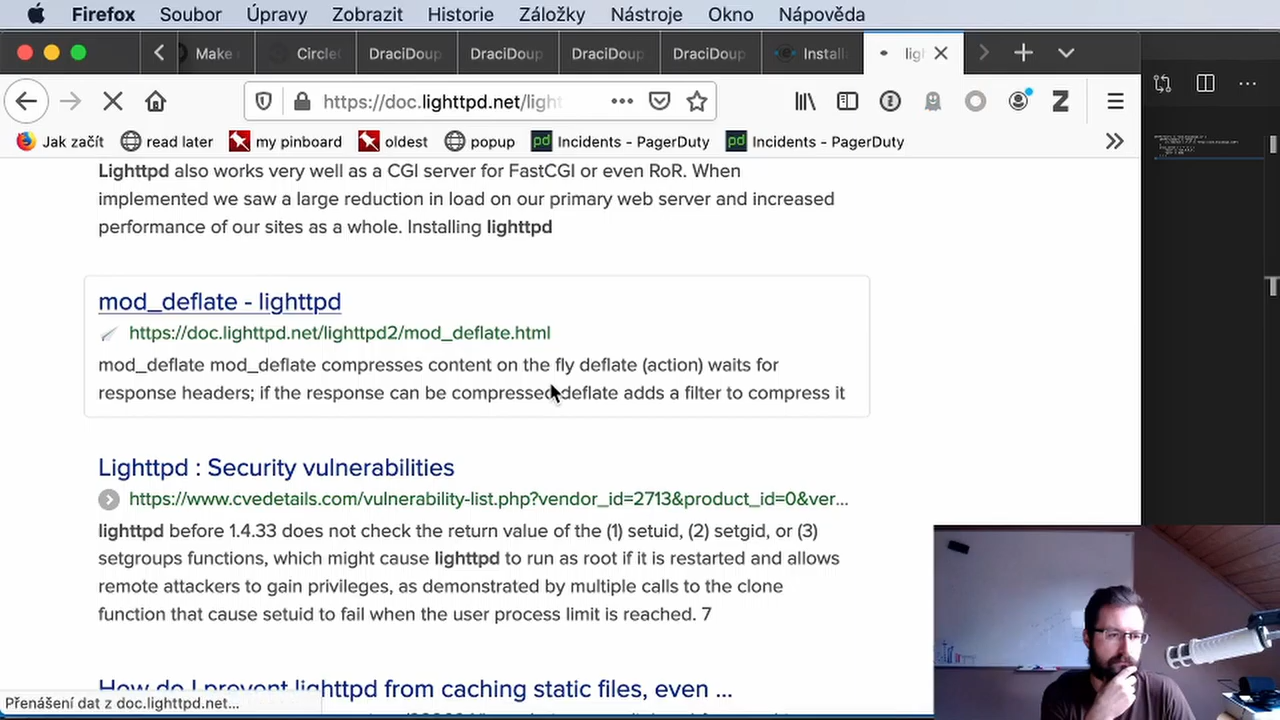 Firefox Soubor Úpravy Zobrazit Historie Záložky Nástroje Okno Nápověda
Make CircleC DraciDoup DraciDoup DraciDoup DraciDoup Install ligh
https://doc.lighttpd.net/light
Jak začít read later my pinboard oldest popup pd Incidents - PagerDuty pd Incidents - PagerDuty
Lighttpd also works very well as a CGI server for FastCGI or even RoR. When
implemented we saw a large reduction in load on our primary web server and increased
performance of our sites as a whole. Installing lighttpd
mod_deflate - lighttpd
https://doc.lighttpd.net/lighttpd2/mod_deflate.html
mod_deflate mod_deflate compresses content on the fly deflate (action) waits for
response headers; if the response can be compressed deflate adds a filter to compress it
Lighttpd : Security vulnerabilities
https://www.cvedetails.com/vulnerability-list.php?vendor_id=2713&product_id=0&ver...
lighttpd before 1.4.33 does not check the return value of the (1) setuid, (2) setgid, or (3)
setgroups functions, which might cause lighttpd to run as root if it is restarted and allows
remote attackers to gain privileges, as demonstrated by multiple calls to the clone
function that cause setuid to fail when the user process limit is reached. 7
How do I prevent lighttpd from caching static files, even ...
Přenášení dat z doc.lighttpd.net...